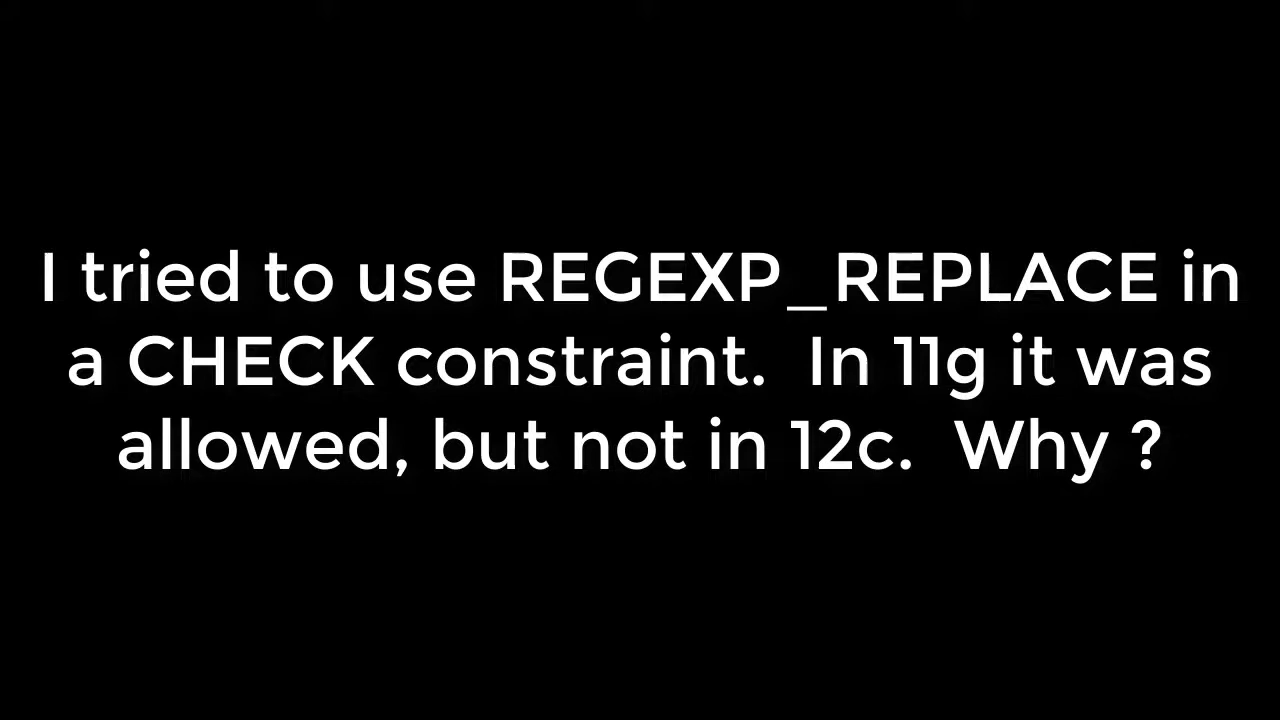 I tried to use REGEXP_REPLACE in
a CHECK constraint.  In 11g it was
allowed, but not in 12c.  Why ?